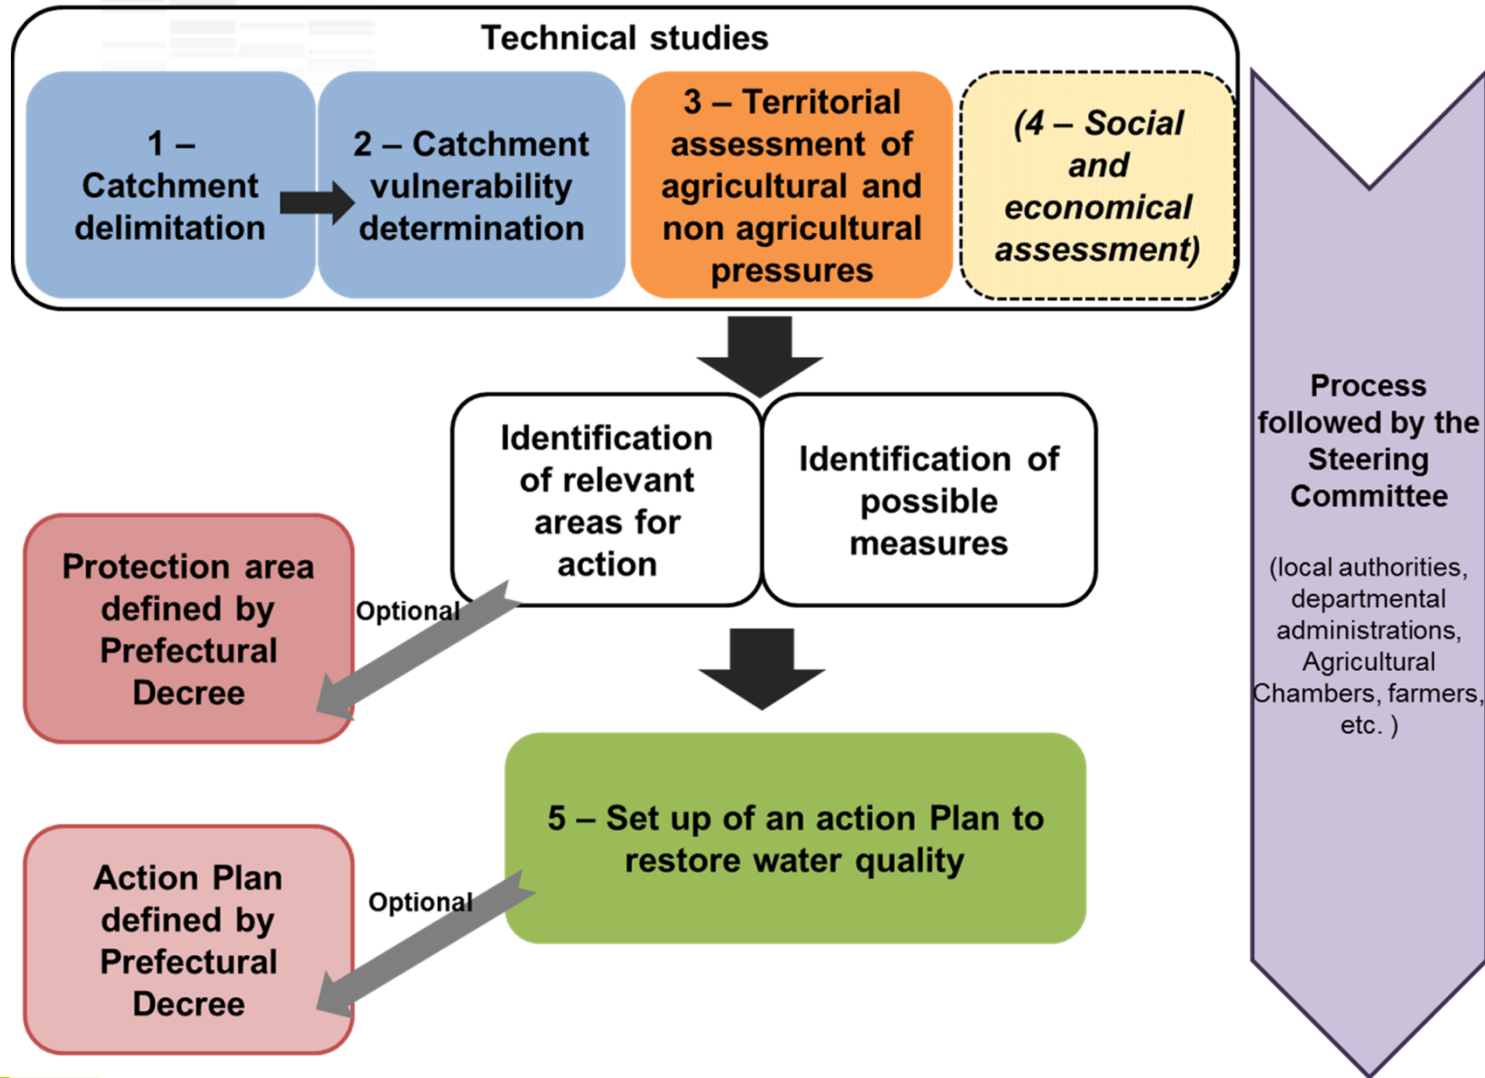 Technical studies
1 –
Catchment
delimitation
2 – Catchment
vulnerability
determination
3 – Territorial
assessment of
agricultural and
non agricultural
pressures
(4 – Social
and
economical
assessment)
Identification
of relevant
areas for
action
Identification of
possible
measures
Optional
Protection area
defined by
Prefectural
Decree
5 – Set up of an action Plan to
restore water quality
Optional
Action Plan
defined by
Prefectural
Decree
Process
followed by the
Steering
Committee
(local authorities,
departmental
administrations,
Agricultural
Chambers, farmers,
etc. )